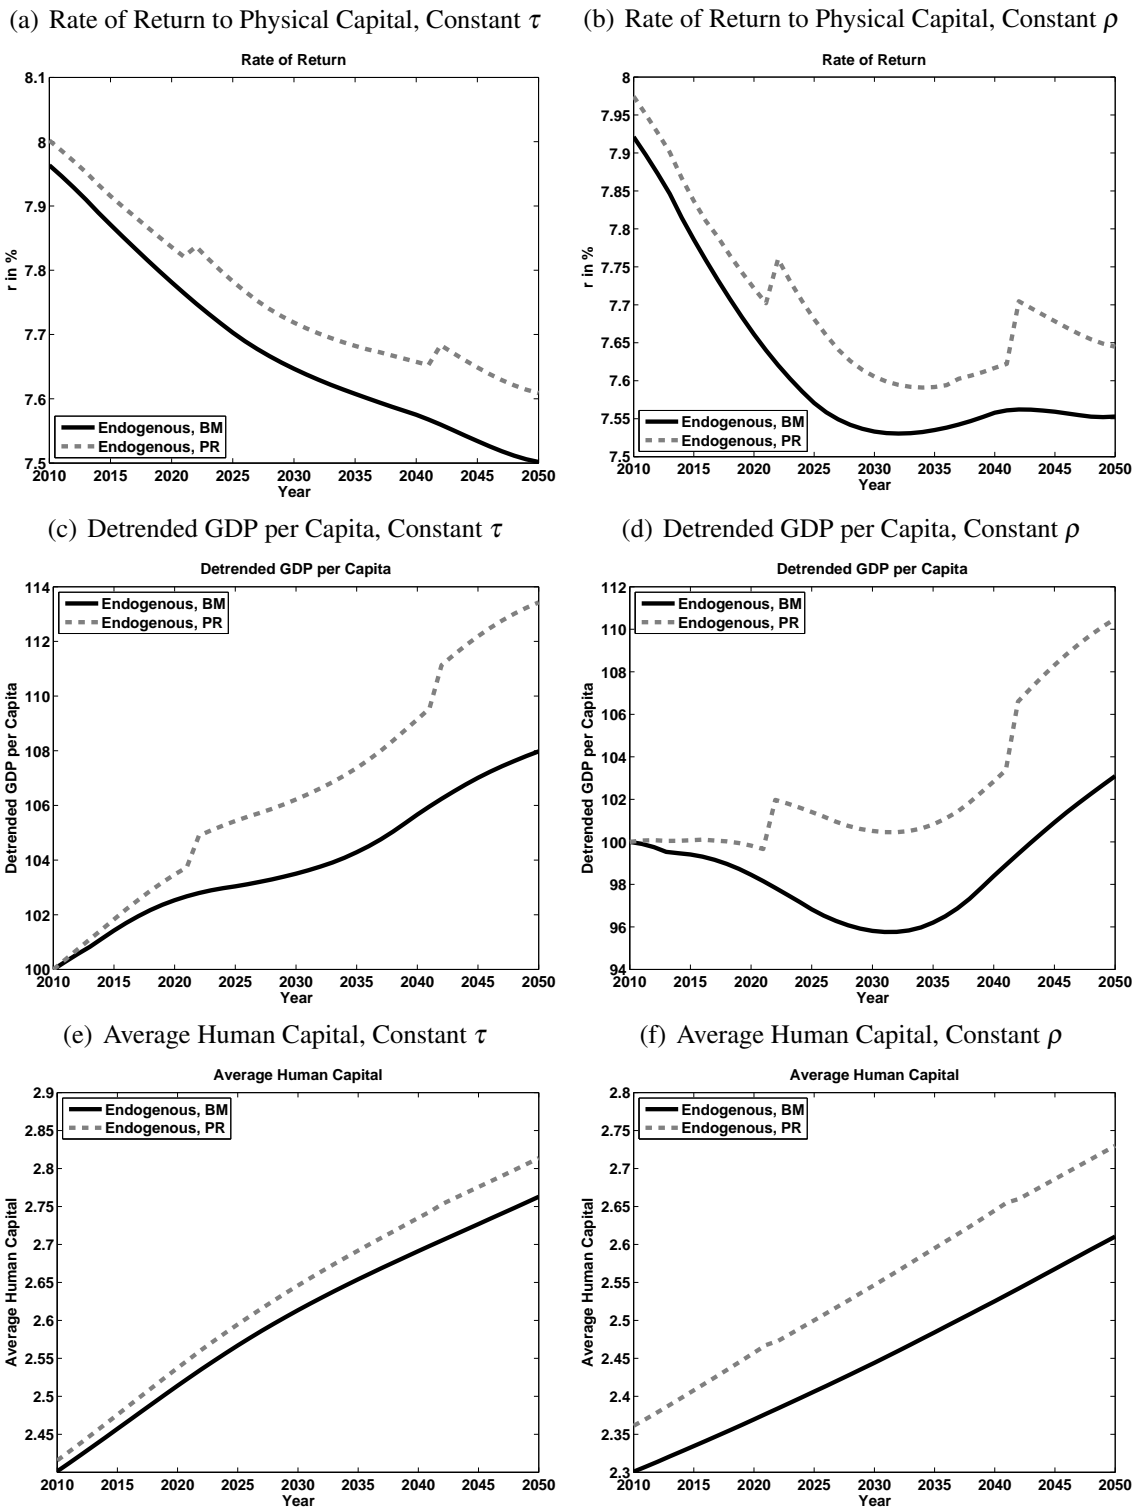 (a) Rate of Return to Physical Capital, Constant τ
Rate of Return
8.1
8
7.9
7.8
7.7
7.6
7.5
r in %
Endogenous, BM
Endogenous, PR
2010 2015 2020 2025 2030 2035 2040 2045 2050
Year
(b) Rate of Return to Physical Capital, Constant ρ
Rate of Return
8
7.95
7.9
7.85
7.8
7.75
7.7
7.65
7.6
7.55
7.5
r in %
Endogenous, BM
Endogenous, PR
2010 2015 2020 2025 2030 2035 2040 2045 2050
Year
(c) Detrended GDP per Capita, Constant τ
Detrended GDP per Capita
114
112
110
108
106
104
102
100
Detrended GDP per Capita
Endogenous, BM
Endogenous, PR
2010 2015 2020 2025 2030 2035 2040 2045 2050
Year
(d) Detrended GDP per Capita, Constant ρ
Detrended GDP per Capita
112
110
108
106
104
102
100
98
96
94
Detrended GDP per Capita
Endogenous, BM
Endogenous, PR
2010 2015 2020 2025 2030 2035 2040 2045 2050
Year
(e) Average Human Capital, Constant τ
Average Human Capital
2.9
2.85
2.8
2.75
2.7
2.65
2.6
2.55
2.5
2.45
Average Human Capital
Endogenous, BM
Endogenous, PR
2010 2015 2020 2025 2030 2035 2040 2045 2050
Year
(f) Average Human Capital, Constant ρ
Average Human Capital
2.8
2.75
2.7
2.65
2.6
2.55
2.5
2.45
2.4
2.35
2.3
Average Human Capital
Endogenous, BM
Endogenous, PR
2010 2015 2020 2025 2030 2035 2040 2045 2050
Year